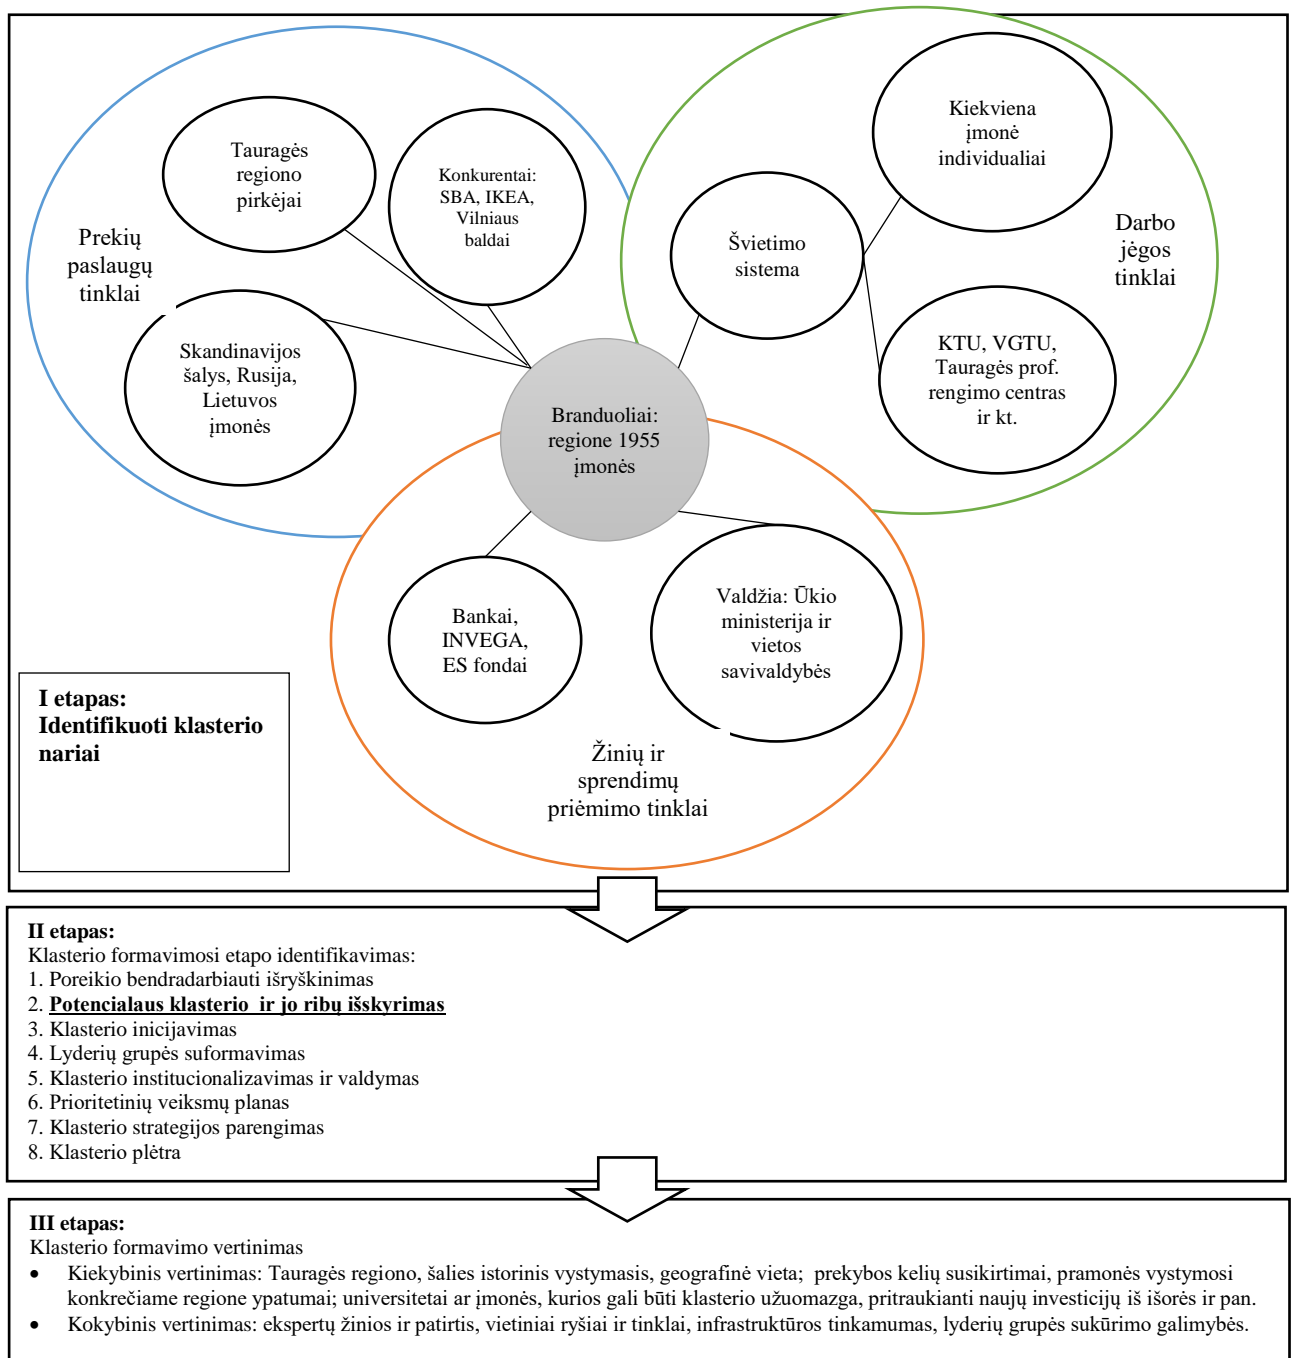 Tauragės
regiono
pirkėjai
Konkurentai:
SBA, IKEA,
Vilniaus
baldai
Prekių
paslaugų
tinklai
Skandinavijos
šalys, Rusija,
Lietuvos
įmonės
Kiekviena
įmonė
individualiai
Švietimo
sistema
Darbo
jėgos
tinklai
KTU, VGTU,
Tauragės prof.
rengimo centras
ir kt.
Branduoliai:
regione 1955
įmonės
Bankai,
INVEGA,
ES fondai
Valdžia: Ūkio
ministerija ir
vietos
savivaldybės
Žinių ir
sprendimų
priėmimo tinklai
I etapas:
Identifikuoti klasterio
nariai
II etapas:
Klasterio formavimosi etapo identifikavimas:
1. Poreikio bendradarbiauti išryškinimas
2. Potencialaus klasterio ir jo ribų išskyrimas
3. Klasterio inicijavimas
4. Lyderių grupės suformavimas
5. Klasterio institucionalizavimas ir valdymas
6. Prioritetinių veiksmų planas
7. Klasterio strategijos parengimas
8. Klasterio plėtra
III etapas:
Klasterio formavimo vertinimas
• Kiekybinis vertinimas: Tauragės regiono, šalies istorinis vystymasis, geografinė vieta; prekybos kelių susikirtimai, pramonės vystymosi
konkrečiame regione ypatumai; universitetai ar įmonės, kurios gali būti klasterio užuomazga, pritraukianti naujų investicijų iš išorės ir pan.
• Kokybinis vertinimas: ekspertų žinios ir patirtis, vietiniai ryšiai ir tinklai, infrastruktūros tinkamumas, lyderių grupės sukūrimo galimybės.